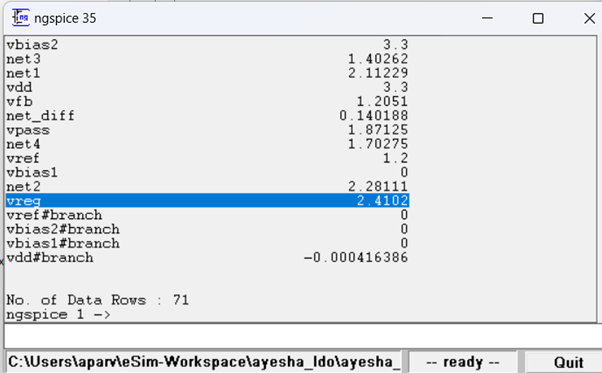 ngspice 35
vbias2 3.3
net3 1.40262
net1 2.11229
vdd 3.3
vfb 1.2051
net_diff 0.140188
vpass 1.87125
net4 1.70275
vref 1.2
vbias1 0
net2 2.28111
vreg 2.4102
vref#branch 0
vbias2#branch 0
vbias1#branch 0
vdd#branch -0.000416386
No. of Data Rows : 71
ngspice 1 ->
C:\Users\aparv\eSim-Workspace\ayesha_ldo\ayesha_ -- ready -- Quit